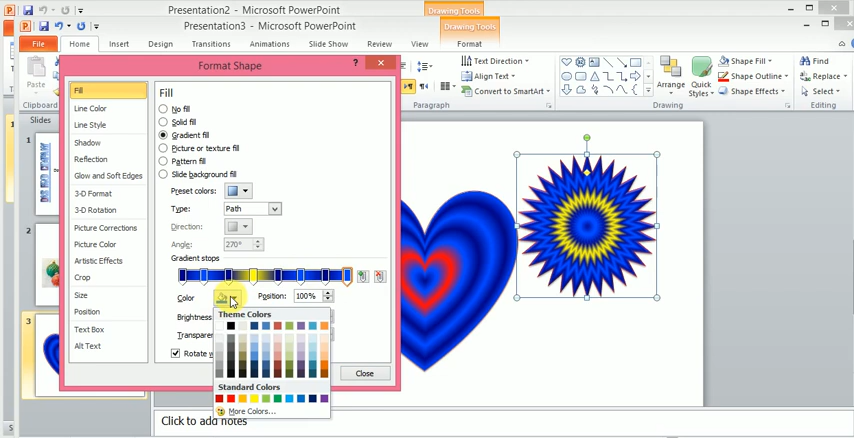 Presentation2 - Microsoft PowerPoint
Drawing Tools
Presentation3 - Microsoft PowerPoint
Drawing Tools
File Home Insert Design Transitions Animations Slide Show Review View Format
Paste
Clipboard
Format Shape
Text Direction
Align Text
Convert to SmartArt
Paragraph
Arrange
Quick Styles
Shape Fill
Shape Outline
Shape Effects
Drawing
Find
Replace
Select
Editing
Slides
1
2
3
Fill
Line Color
Line Style
Shadow
Reflection
Glow and Soft Edges
3-D Format
3-D Rotation
Picture Corrections
Picture Color
Artistic Effects
Crop
Size
Position
Text Box
Alt Text
Fill
No fill
Solid fill
Gradient fill
Picture or texture fill
Pattern fill
Slide background fill
Preset colors:
Type: Path
Direction:
Angle: 270°
Gradient stops
Color Position: 100%
Brightness
Transparen
Rotate w
Theme Colors
Standard Colors
More Colors...
Close
Click to add notes